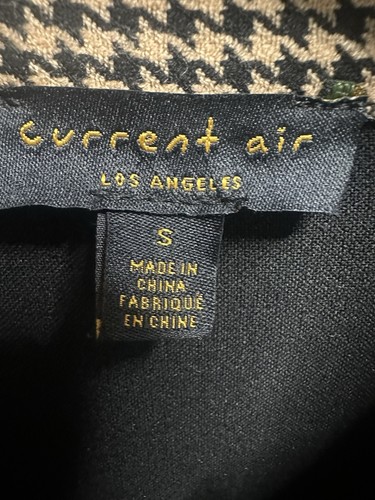 current air
LOS ANGELES
S
MADE IN
CHINA
FABRIQUÉ
EN CHINE